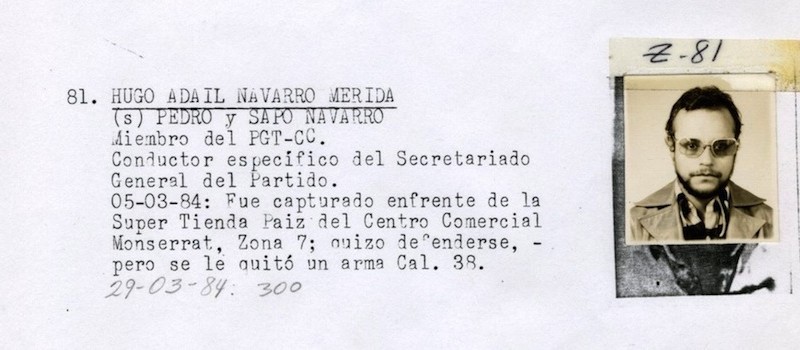 Z-81
81. HUGO ADAIL NAVARRO MERIDA
(s) PEDRO y SAPO NAVARRO
Miembro del PGT-CC.
Conductor específico del Secretariado
General del Partido.
05-03-84: Fue capturado enfrente de la
Super Tienda Paiz del Centro Comercial
Monserrat, Zona 7; quizo defenderse, -
pero se le quitó un arma Cal. 38.
29-03-84: 300